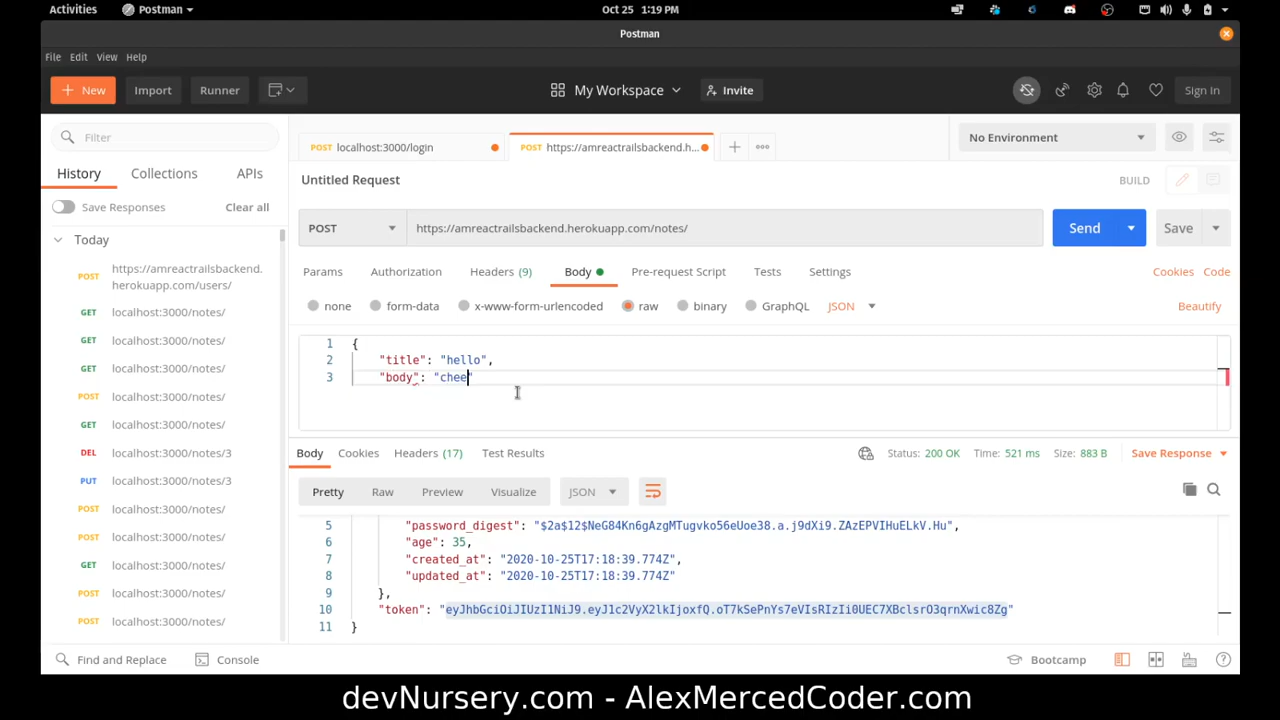 Activities Postman Oct 25 1:19 PM
Postman
File Edit View Help
New Import Runner My Workspace Invite Sign In
Filter
POST localhost:3000/login POST https://amreactrailsbackend.h... No Environment
History Collections APIs
Untitled Request BUILD
Save Responses Clear all
POST https://amreactrailsbackend.herokuapp.com/notes/ Send Save
Today
Params Authorization Headers (9) Body Pre-request Script Tests Settings Cookies Code
POST https://amreactrailsbackend.
herokuapp.com/users/
none form-data x-www-form-urlencoded raw binary GraphQL JSON Beautify
GET localhost:3000/notes/
GET localhost:3000/notes/
GET localhost:3000/notes/
POST localhost:3000/notes/
GET localhost:3000/notes/
DEL localhost:3000/notes/3
PUT localhost:3000/notes/3
POST localhost:3000/notes/
POST localhost:3000/notes/
GET localhost:3000/notes/
POST localhost:3000/notes/
POST localhost:3000/notes/
1 {
2 "title": "hello",
3 "body": "chee"
Body Cookies Headers (17) Test Results Status: 200 OK Time: 521 ms Size: 883 B Save Response
Pretty Raw Preview Visualize JSON
5 "password_digest": "$2a$12$NeG84Kn6gAzgMTugvko56eUoe38.a.j9dXi9.ZAzEPVIHuELkV.Hu",
6 "age": 35,
7 "created_at": "2020-10-25T17:18:39.774Z",
8 "updated_at": "2020-10-25T17:18:39.774Z"
9 },
10 "token": "eyJhbGciOiJIUzI1NiJ9.eyJ1c2VyX2lkIjoxfQ.oT7kSePnYs7eVIsRIzIi0UEC7XBclsrO3qrnXwic8Zg"
11 }
Find and Replace Console Bootcamp
devNursery.com - AlexMercedCoder.com